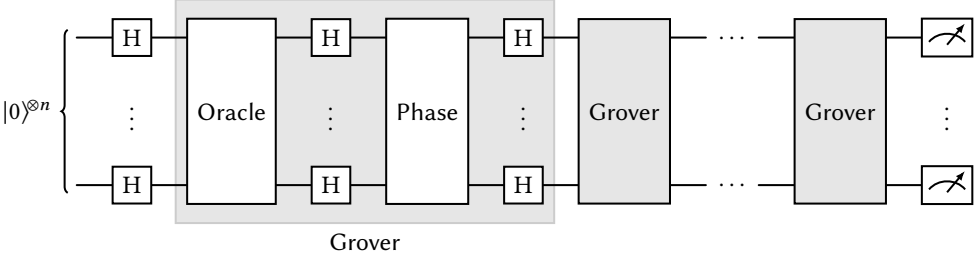 H H H ···
|0⟩⊗n ⋮ Oracle ⋮ Phase ⋮ Grover Grover ⋮
H H H ···
Grover